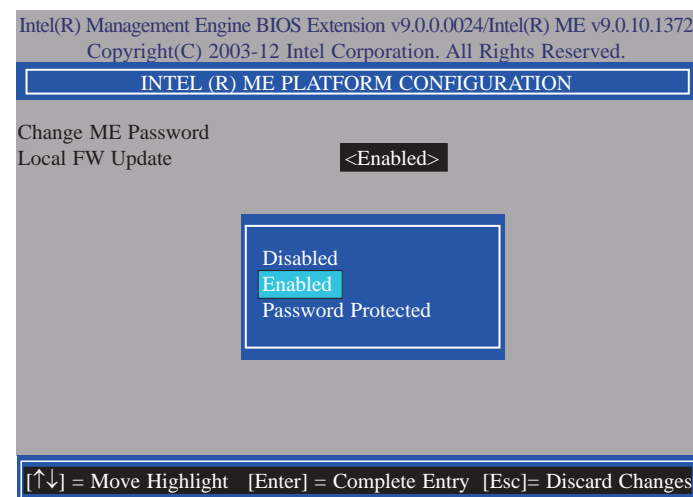 Intel(R) Management Engine BIOS Extension v9.0.0.0024/Intel(R) ME v9.0.10.1372
Copyright(C) 2003-12 Intel Corporation. All Rights Reserved.
INTEL (R) ME PLATFORM CONFIGURATION
Change ME Password
Local FW Update <Enabled>
Disabled
Enabled
Password Protected
[↑↓] = Move Highlight [Enter] = Complete Entry [Esc]= Discard Changes